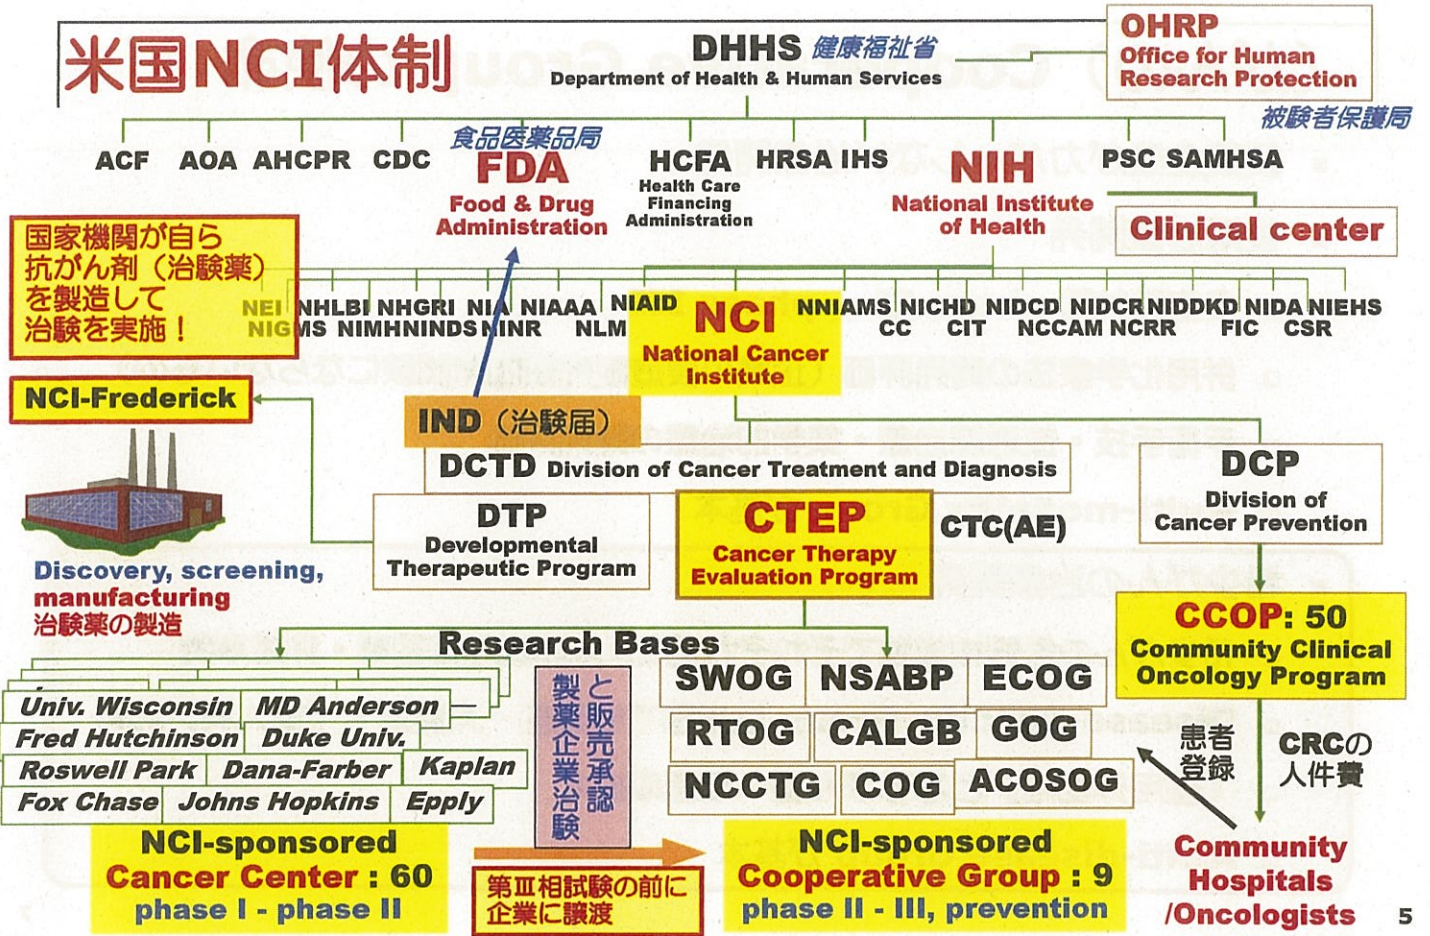 米国NCI体制
DHHS 健康福祉省
Department of Health & Human Services
OHRP
Office for Human
Research Protection
被験者保護局
ACF AOA AHCPR CDC
食品医薬品局
FDA
Food & Drug
Administration
HCFA
Health Care
Financing
Administration
HRSA IHS
NIH
National Institute
of Health
PSC SAMHSA
Clinical center
国家機関が自ら
抗がん剤（治験薬）
を製造して
治験を実施！
NEI NHLBI NHGRI NIA NIAAA NIAID
NIGMS NIMH NINDS NINR NLM
NCI
National Cancer
Institute
NNIAMS NICHD NIDCD NIDCR NIDDKD NIDA NIEHS
CC CIT NCCAM NCRR FIC CSR
NCI-Frederick
IND（治験届）
DCTD Division of Cancer Treatment and Diagnosis
DCP
Division of
Cancer Prevention
DTP
Developmental
Therapeutic Program
CTEP
Cancer Therapy
Evaluation Program
CTC(AE)
Discovery, screening,
manufacturing
治験薬の製造
CCOP: 50
Community Clinical
Oncology Program
Research Bases
Univ. Wisconsin MD Anderson
Fred Hutchinson Duke Univ.
Roswell Park Dana-Farber Kaplan
Fox Chase Johns Hopkins Epply
製薬企業治験
と販売承認
SWOG NSABP ECOG
RTOG CALGB GOG
NCCTG COG ACOSOG
患者
登録
CRCの
人件費
NCI-sponsored
Cancer Center : 60
phase I - phase II
第Ⅲ相試験の前に
企業に譲渡
NCI-sponsored
Cooperative Group : 9
phase II - III, prevention
Community
Hospitals
/Oncologists
5